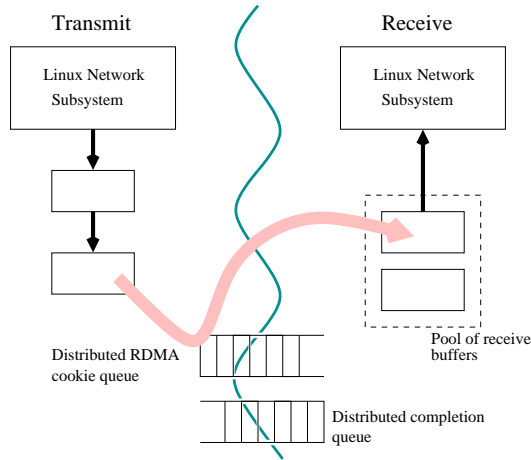 Transmit
Receive
Linux Network
Subsystem
Linux Network
Subsystem
Pool of receive
buffers
Distributed RDMA
cookie queue
Distributed completion
queue